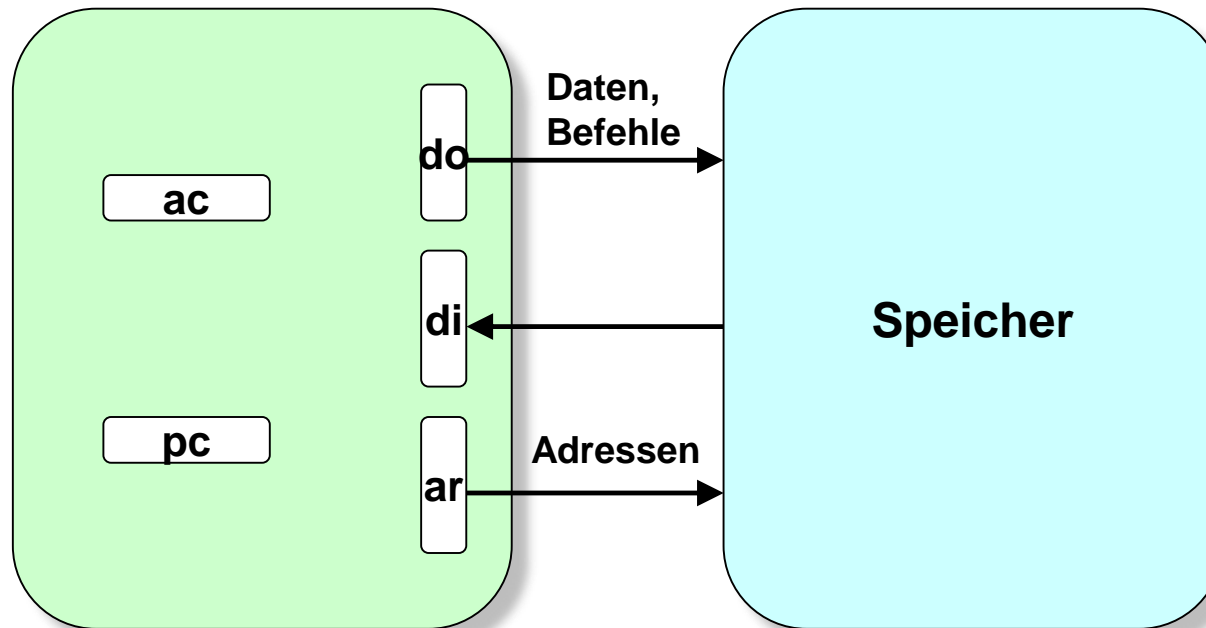 Daten,
Befehle
do
ac
di
Speicher
pc
Adressen
ar